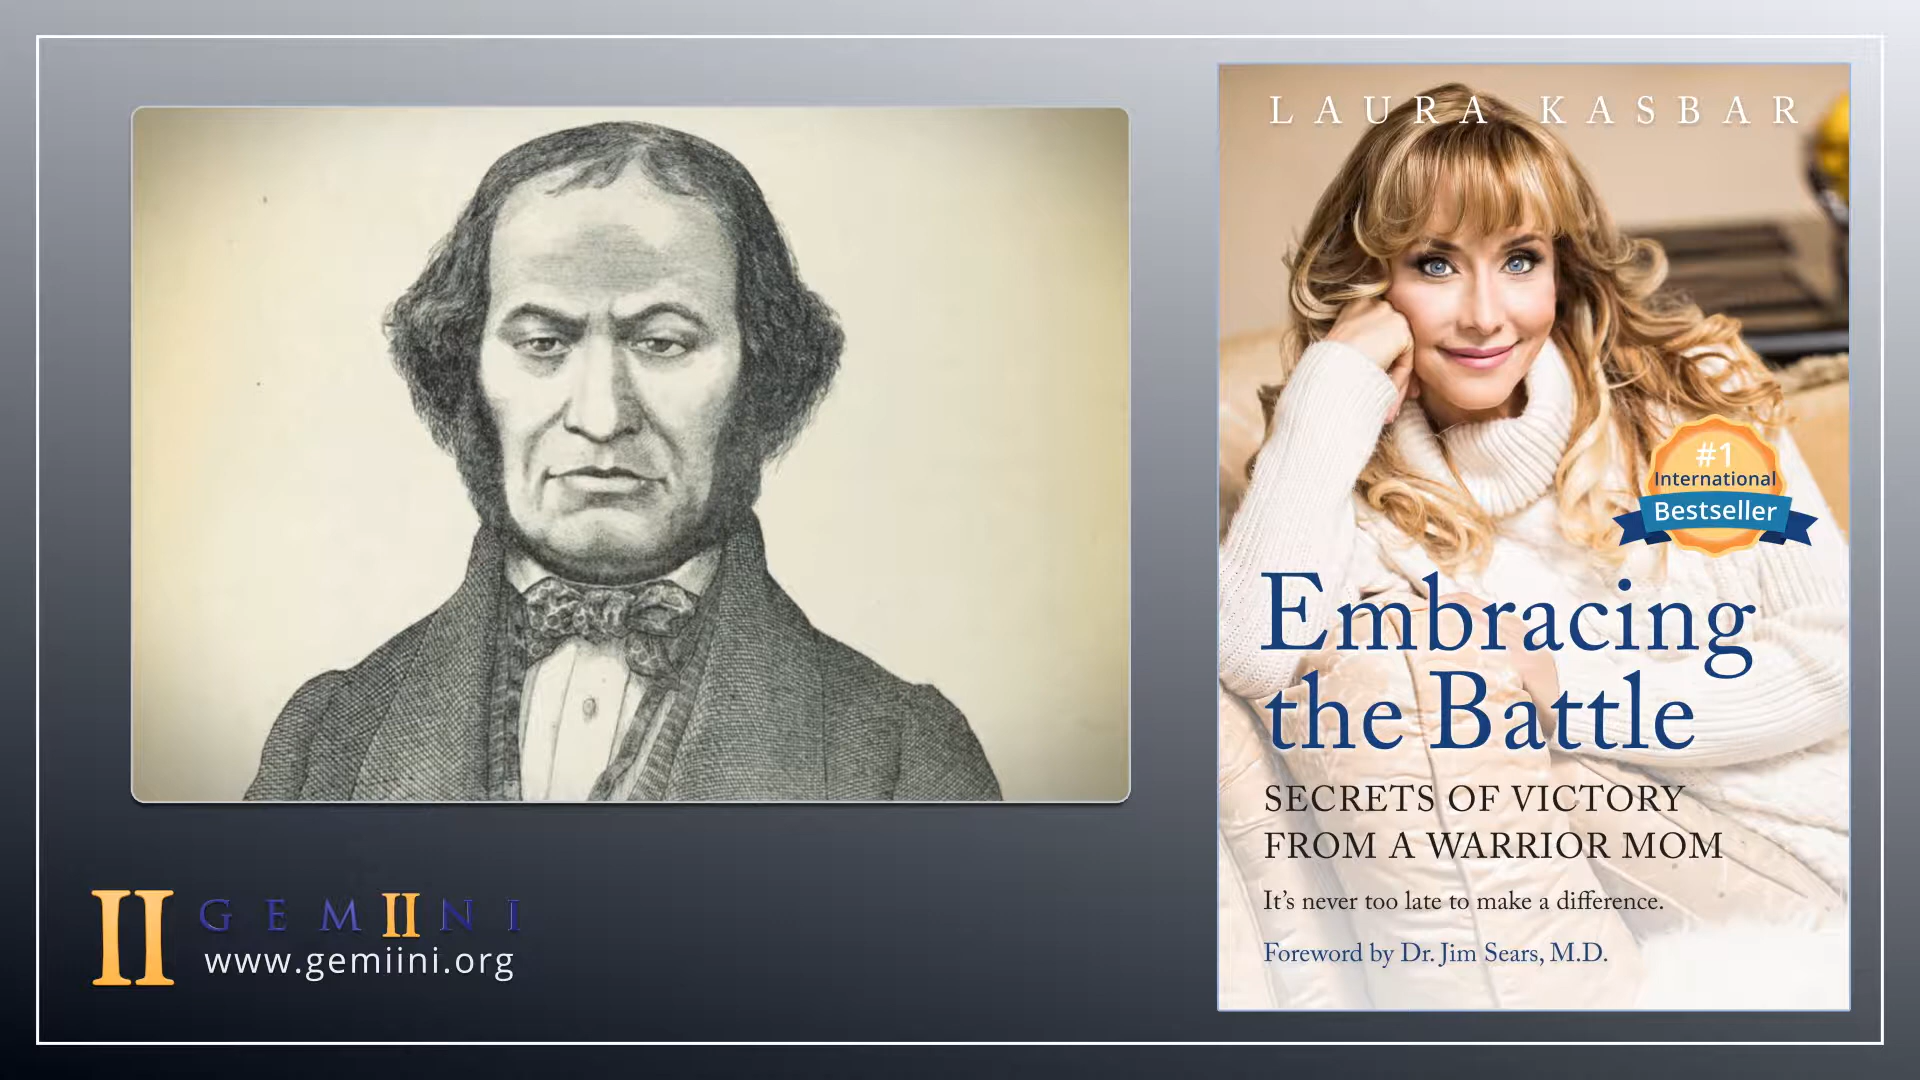 LAURA KASBAR
#1
International
Bestseller
Embracing
the Battle
SECRETS OF VICTORY
FROM A WARRIOR MOM
It's never too late to make a difference.
Foreword by Dr. Jim Sears, M.D.
II GEMIINI
www.gemiini.org